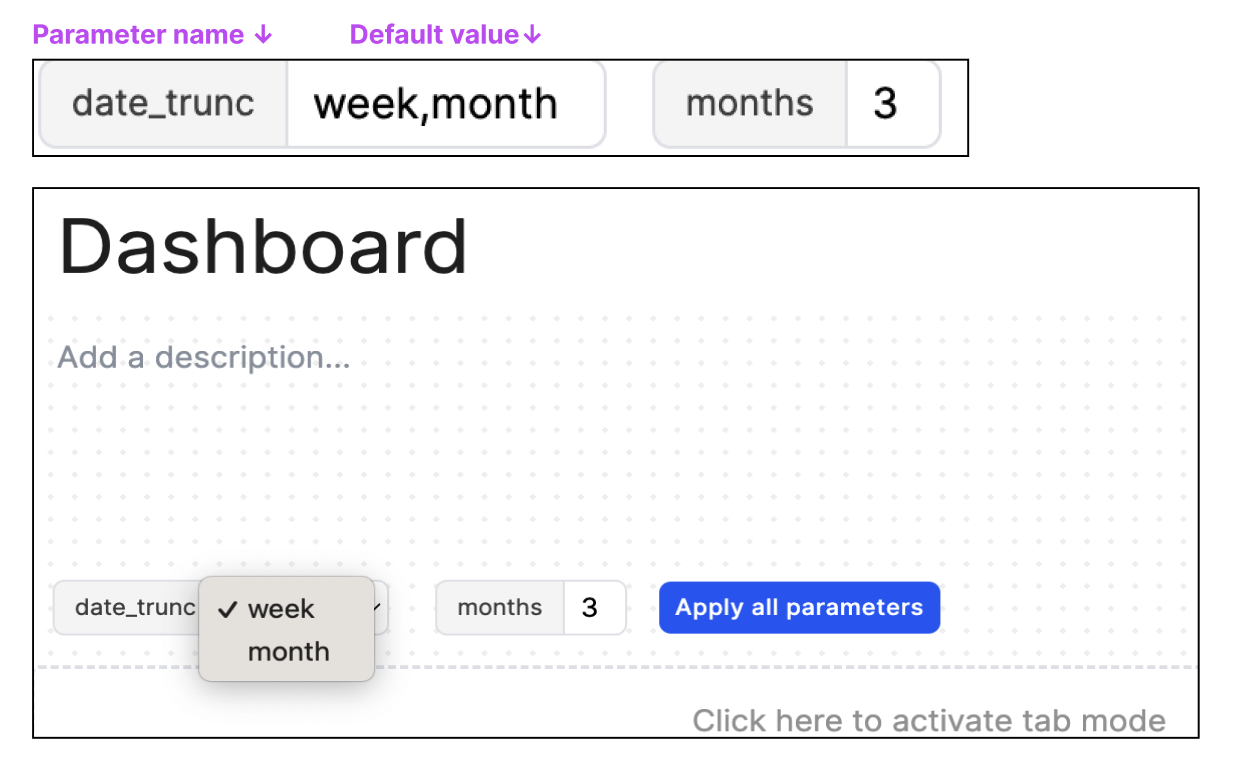 Parameter name ↓ Default value↓
date_trunc week,month months 3
Dashboard
Add a description...
date_trunc ✓ week months 3 Apply all parameters
month
Click here to activate tab mode